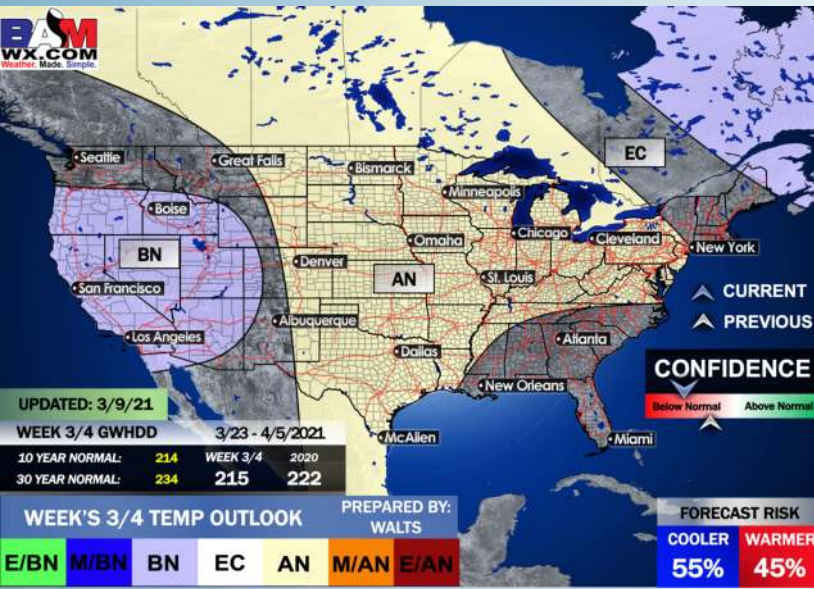 BAM
WX.COM
Weather. Made. Simple.
Seattle
Great Falls
Bismarck
EC
Minneapolis
Boise
BN
Omaha
Chicago
Cleveland
New York
Denver
AN
St. Louis
San Francisco
CURRENT
Albuquerque
PREVIOUS
Los Angeles
Atlanta
Dallas
CONFIDENCE
New Orleans
Below Normal Above Normal
UPDATED: 3/9/21
WEEK 3/4 GWHDD 3/23 - 4/5/2021
McAllen
Miami
10 YEAR NORMAL: 214 WEEK 3/4 2020
30 YEAR NORMAL: 234 215 222
WEEK'S 3/4 TEMP OUTLOOK
PREPARED BY:
WALTS
FORECAST RISK
COOLER WARMER
55% 45%
E/BN M/BN BN EC AN M/AN E/AN